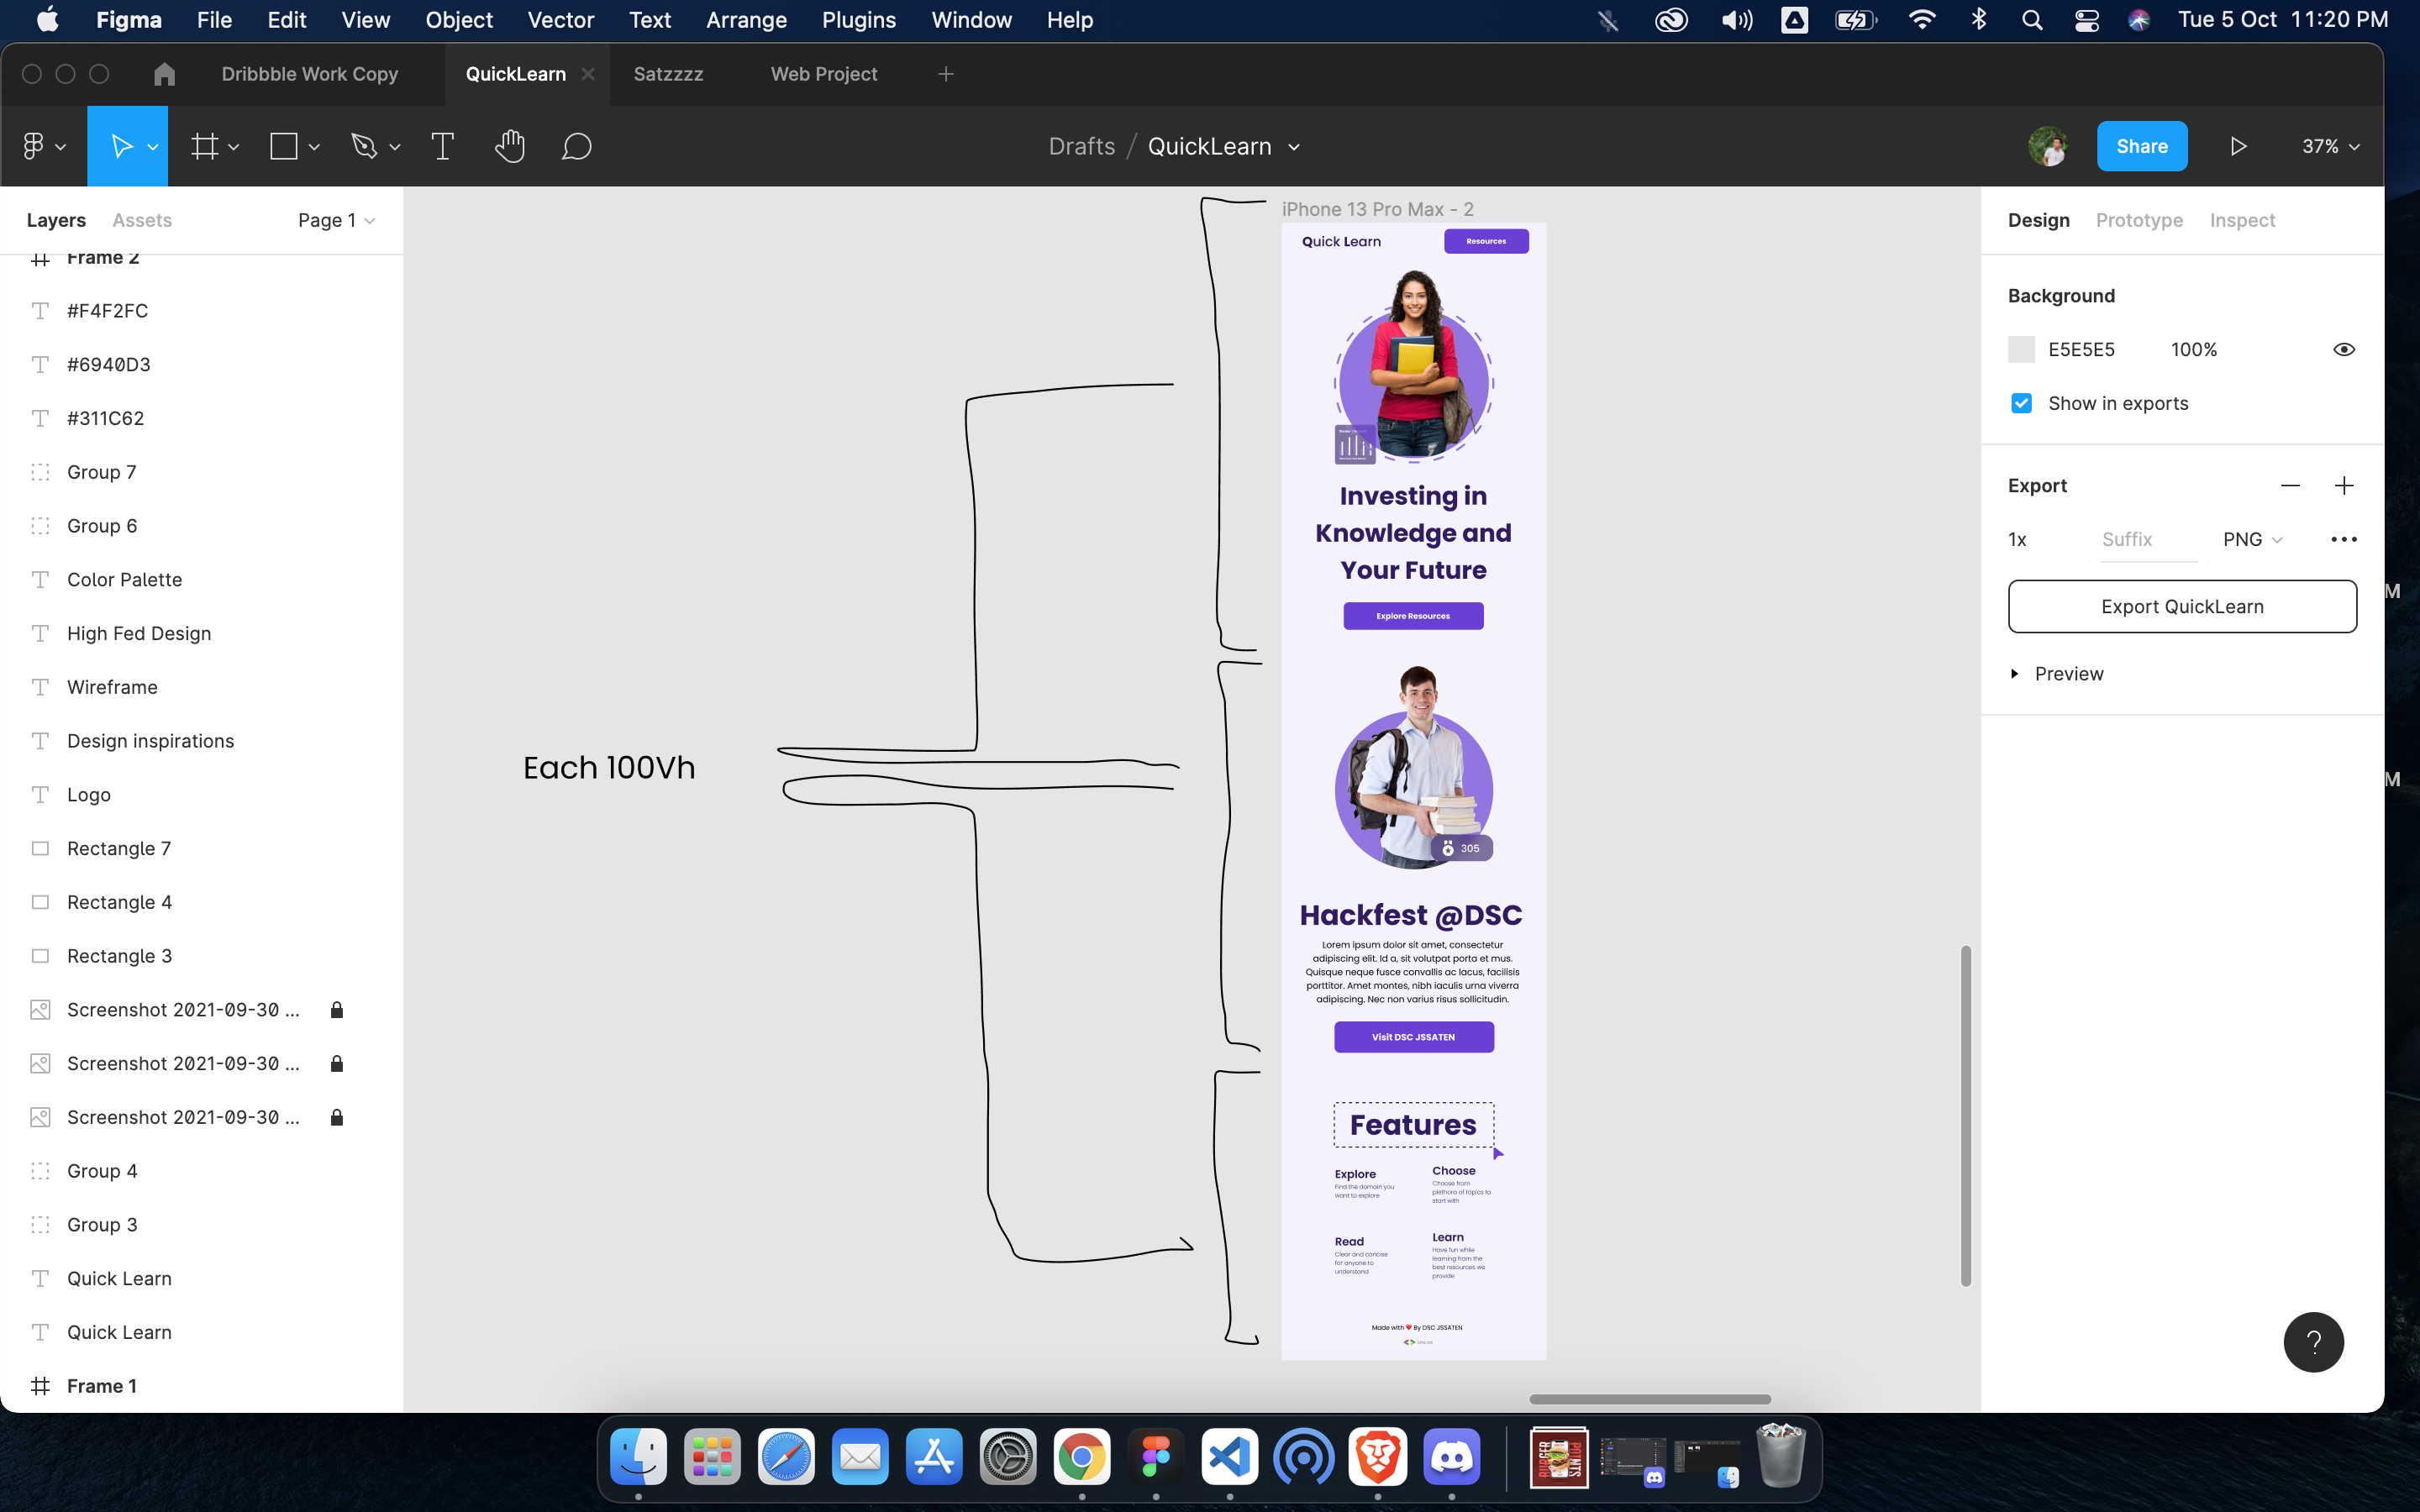 Figma File Edit View Object Vector Text Arrange Plugins Window Help
Tue 5 Oct 11:20 PM
Dribbble Work Copy
QuickLearn
Satzzzz
Web Project
Drafts / QuickLearn
Share
37%
Layers
Assets
Page 1
Frame 2
#F4F2FC
#6940D3
#311C62
Group 7
Group 6
Color Palette
High Fed Design
Wireframe
Design inspirations
Logo
Rectangle 7
Rectangle 4
Rectangle 3
Screenshot 2021-09-30 ...
Screenshot 2021-09-30 ...
Screenshot 2021-09-30 ...
Group 4
Group 3
Quick Learn
Quick Learn
Frame 1
Each 100Vh
iPhone 13 Pro Max - 2
Quick Learn
Resources
Investing in
Knowledge and
Your Future
Explore Resources
305
Hackfest @DSC
Lorem ipsum dolor sit amet, consectetur
adipiscing elit. Id a, sit volutpat porta et mus.
Quisque neque fusce convallis ac lacus, facilisis
porttitor. Amet montes, nibh iaculis urna viverra
adipiscing. Nec non varius risus sollicitudin.
Visit DSC JSSATEN
Features
Explore
Find the domain you
want to explore
Choose
Choose from
plethora of topics to
start with
Read
Clear and concise
for anyone to
understand
Learn
Have fun while
learning from the
best resources we
provide
Made with ❤ By DSC JSSATEN
Design
Prototype
Inspect
Background
E5E5E5
100%
Show in exports
Export
1x
Suffix
PNG
Export QuickLearn
Preview
?
M
M
BURGER
POINTS